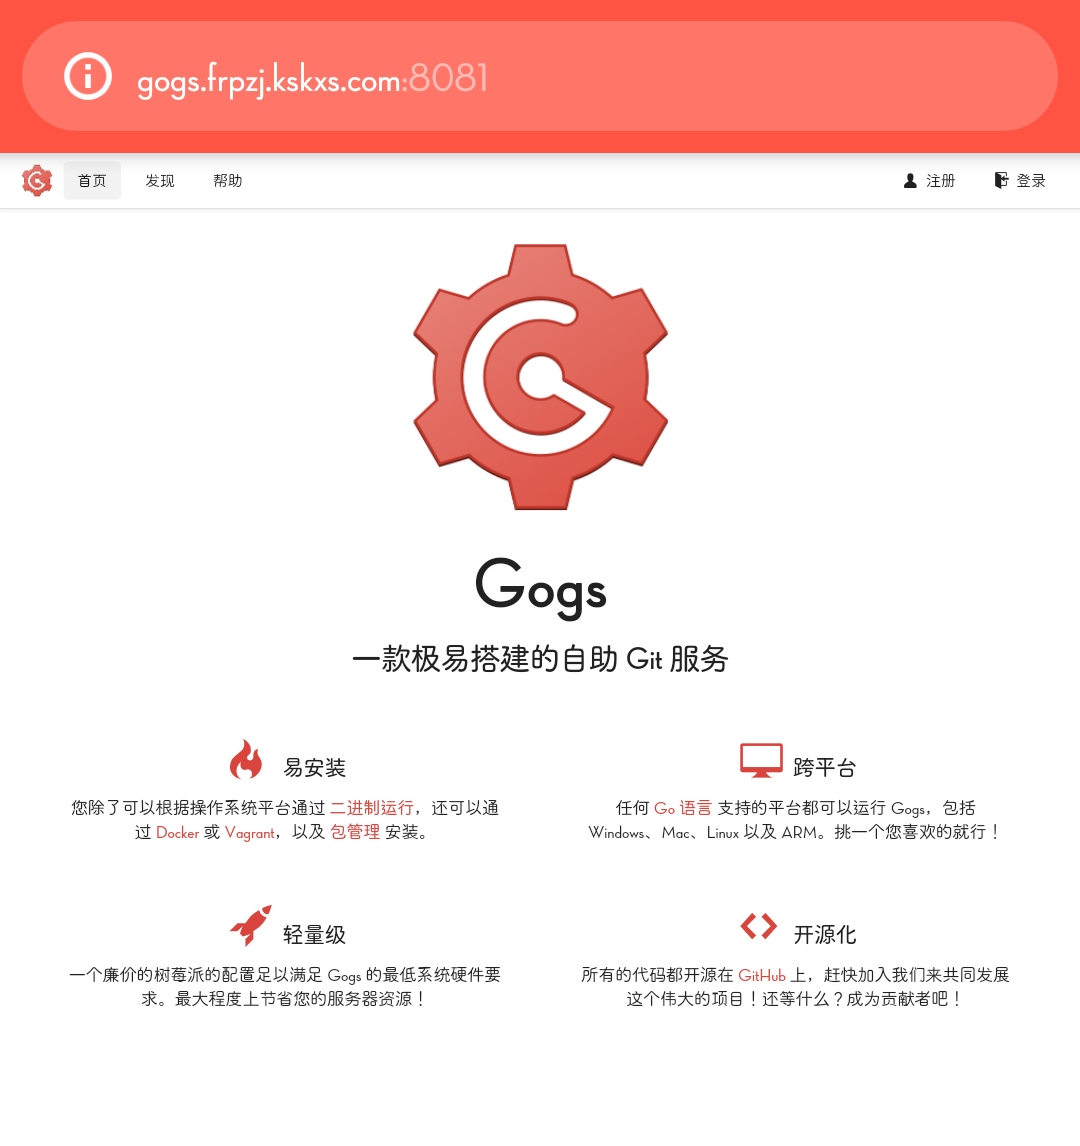 gogs.frpzj.kskxs.com:8081
首页 发现 帮助 注册 登录
Gogs
一款极易搭建的自助 Git 服务
易安装
您除了可以根据操作系统平台通过 二进制运行，还可以通
过 Docker 或 Vagrant，以及 包管理 安装。
跨平台
任何 Go 语言 支持的平台都可以运行 Gogs，包括
Windows、Mac、Linux 以及 ARM。挑一个您喜欢的就行！
轻量级
一个廉价的树莓派的配置足以满足 Gogs 的最低系统硬件要
求。最大程度上节省您的服务器资源！
开源化
所有的代码都开源在 GitHub 上，赶快加入我们来共同发展
这个伟大的项目！还等什么？成为贡献者吧！